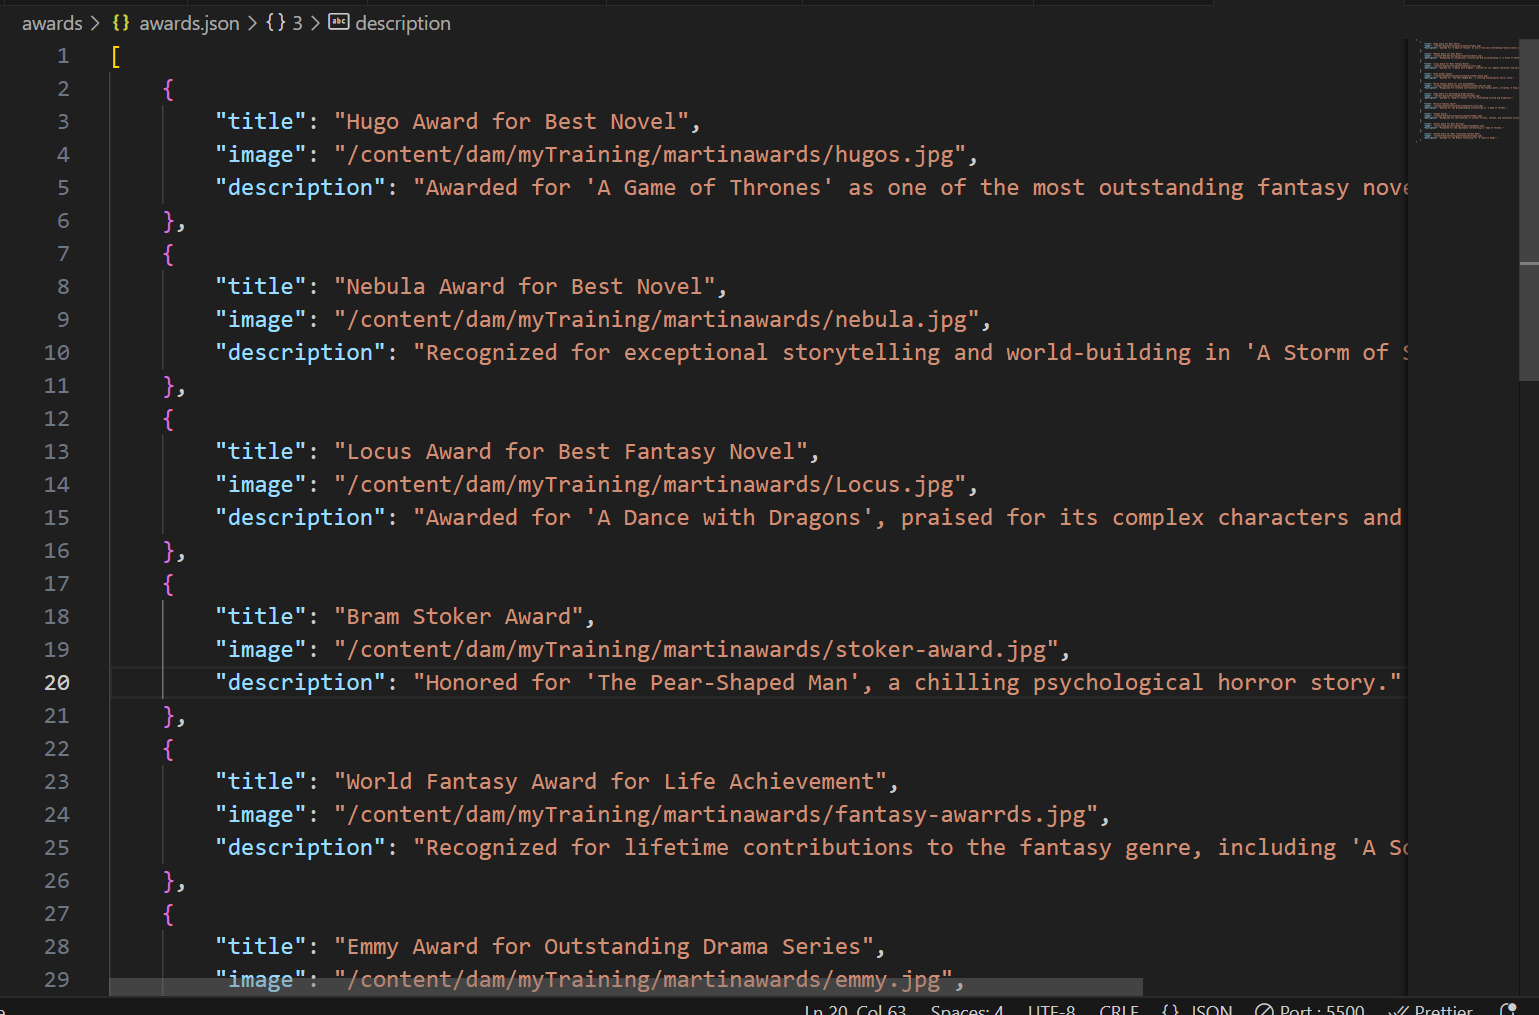 awards > {} awards.json > {} 3 > abc description
1 [
2 {
3 "title": "Hugo Award for Best Novel",
4 "image": "/content/dam/myTraining/martinawards/hugos.jpg",
5 "description": "Awarded for 'A Game of Thrones' as one of the most outstanding fantasy nove
6 },
7 {
8 "title": "Nebula Award for Best Novel",
9 "image": "/content/dam/myTraining/martinawards/nebula.jpg",
10 "description": "Recognized for exceptional storytelling and world-building in 'A Storm of S
11 },
12 {
13 "title": "Locus Award for Best Fantasy Novel",
14 "image": "/content/dam/myTraining/martinawards/Locus.jpg",
15 "description": "Awarded for 'A Dance with Dragons', praised for its complex characters and
16 },
17 {
18 "title": "Bram Stoker Award",
19 "image": "/content/dam/myTraining/martinawards/stoker-award.jpg",
20 "description": "Honored for 'The Pear-Shaped Man', a chilling psychological horror story."
21 },
22 {
23 "title": "World Fantasy Award for Life Achievement",
24 "image": "/content/dam/myTraining/martinawards/fantasy-awarrds.jpg",
25 "description": "Recognized for lifetime contributions to the fantasy genre, including 'A So
26 },
27 {
28 "title": "Emmy Award for Outstanding Drama Series",
29 "image": "/content/dam/myTraining/martinawards/emmy.jpg",
Ln 20, Col 63 Spaces: 4 UTF-8 CRLF {} JSON Port : 5500 Prettier